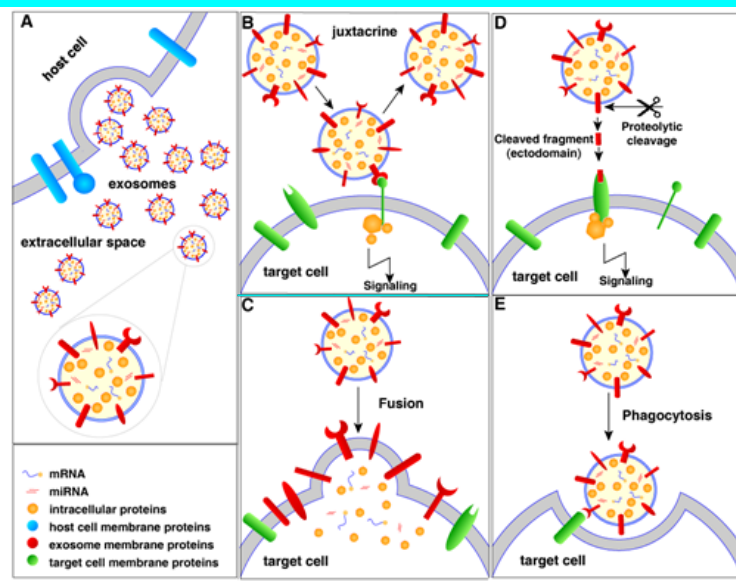 A
host cell
exosomes
extracellular space
mRNA
miRNA
intracellular proteins
host cell membrane proteins
exosome membrane proteins
target cell membrane proteins
B
juxtacrine
target cell
Signaling
C
Fusion
target cell
D
Proteolytic
cleavage
Cleaved fragment
(ectodomain)
target cell
Signaling
E
Phagocytosis
target cell